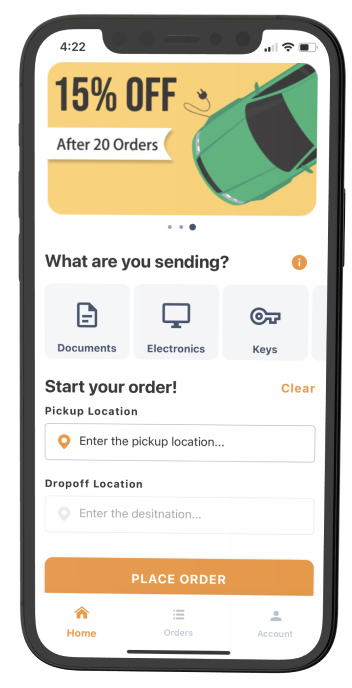 4:22
15% OFF
After 20 Orders
What are you sending?
Documents Electronics Keys
Start your order!
Clear
Pickup Location
Enter the pickup location...
Dropoff Location
Enter the desitnation...
PLACE ORDER
Home Orders Account